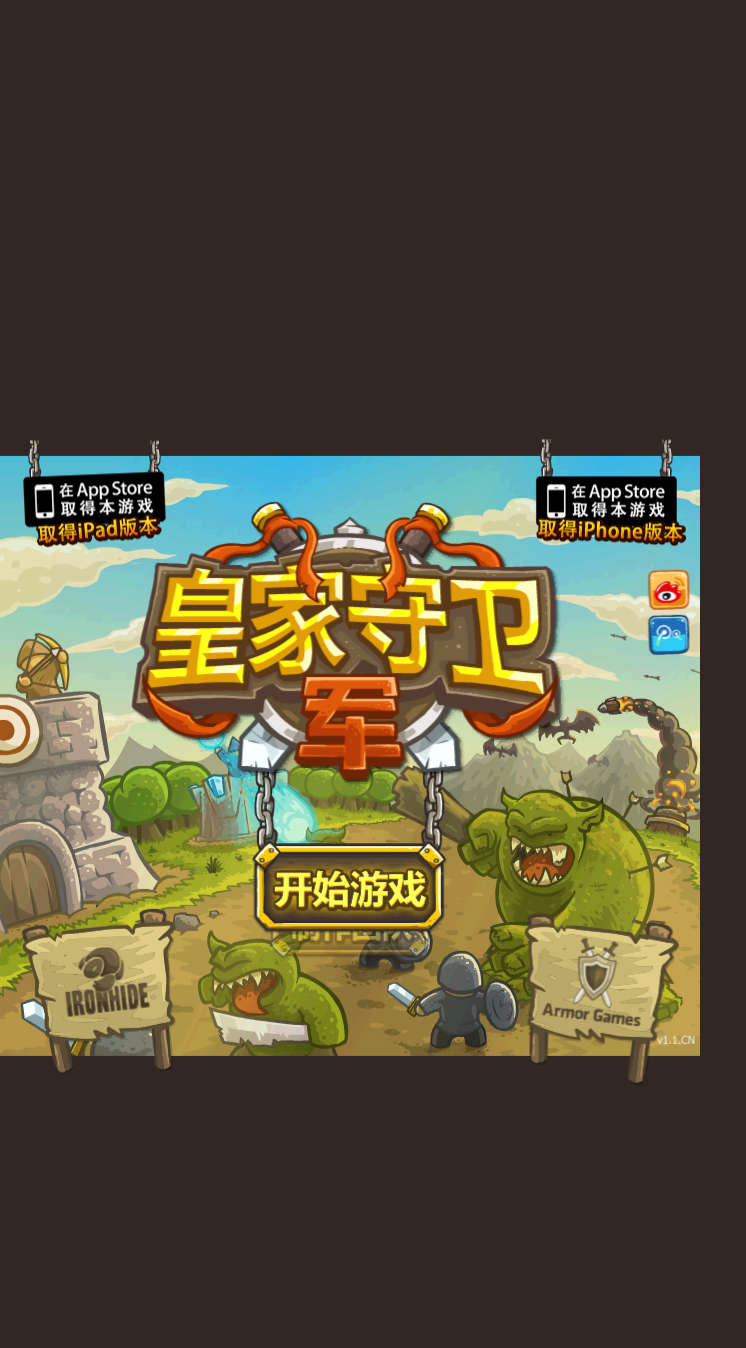 在 App Store
取得本游戏
取得iPad版本
在 App Store
取得本游戏
取得iPhone版本
皇家守卫
军
开始游戏
IRONHIDE
Armor Games
v1.1.CN